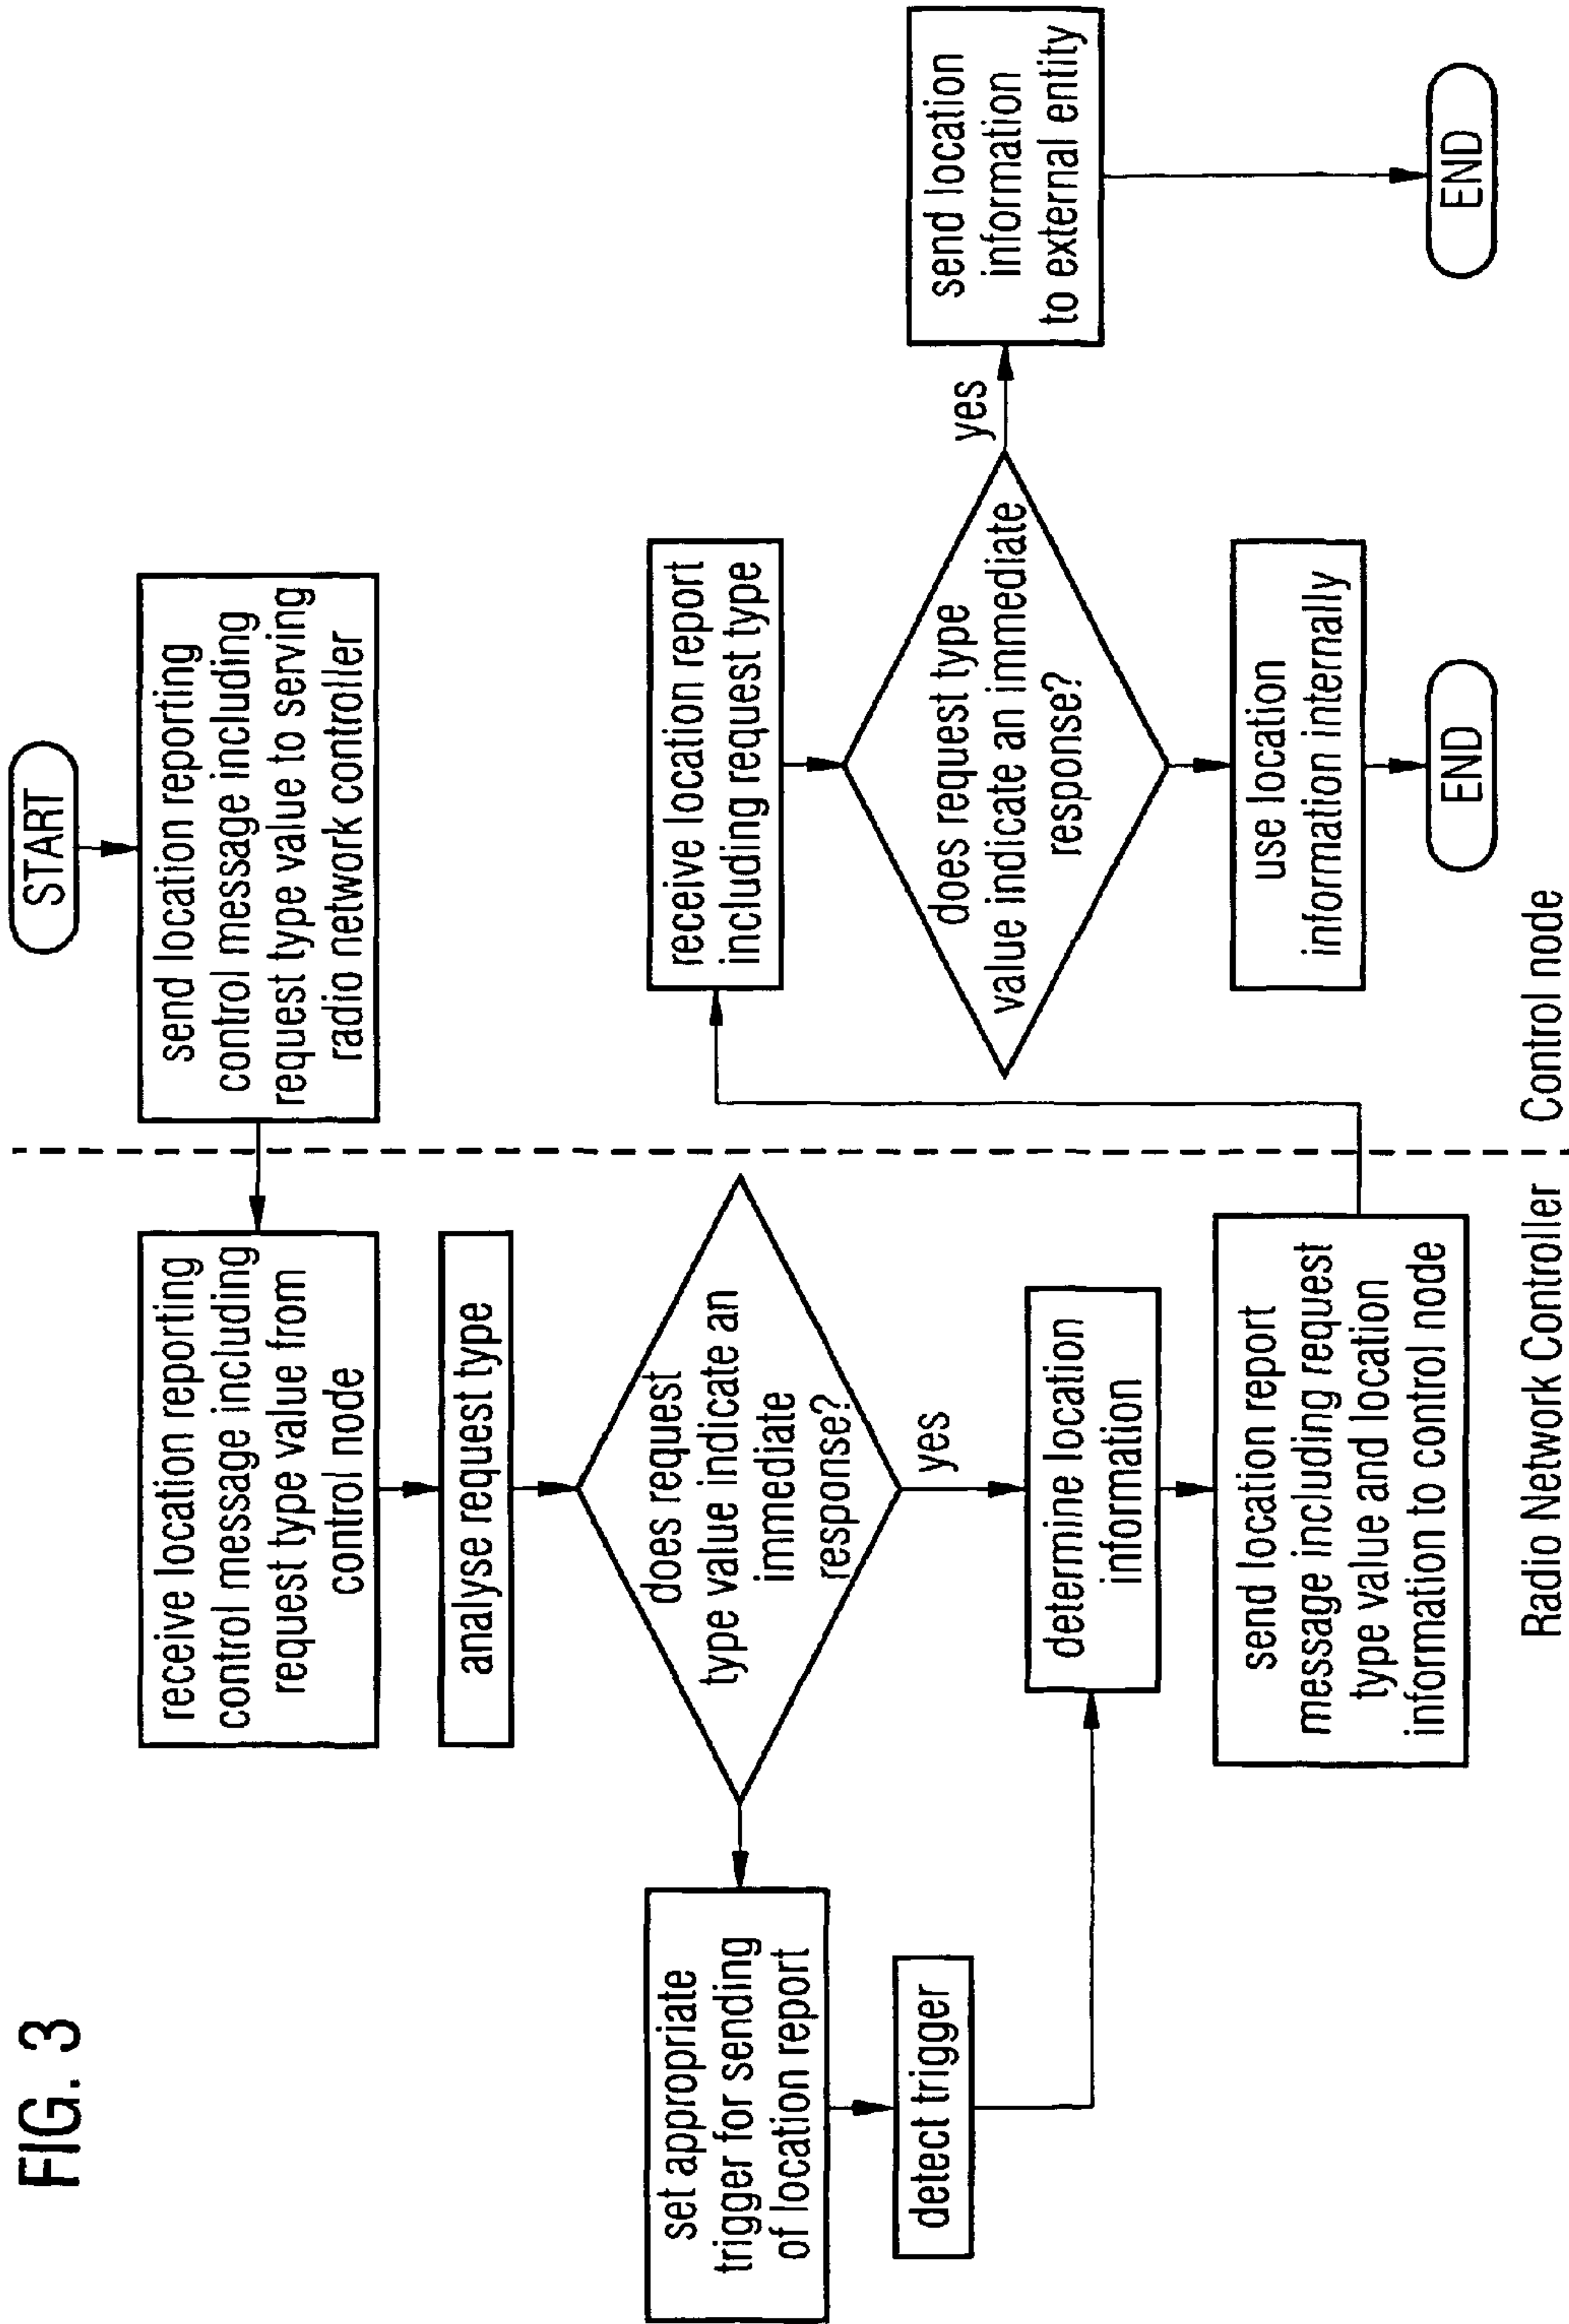 FIG. 3
START
send location reporting
control message including
request type value to serving
radio network controller
receive location reporting
control message including
request type value from
control node
analyse request type
does request
type value indicate an
immediate
response?
yes
set appropriate
trigger for sending
of location report
detect trigger
determine location
information
send location report
message including request
type value and location
information to control node
receive location report
including request type
does request type
value indicate an immediate
response?
yes
send location
information
to external entity
END
use location
information internally
END
Radio Network Controller
Control node